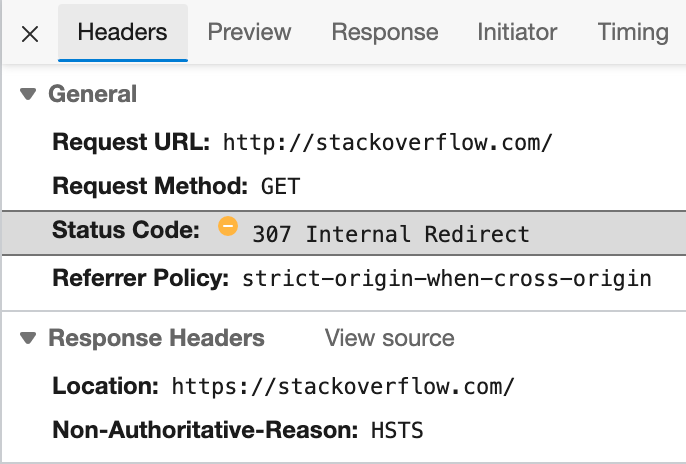 Headers Preview Response Initiator Timing
General
Request URL: http://stackoverflow.com/
Request Method: GET
Status Code: 307 Internal Redirect
Referrer Policy: strict-origin-when-cross-origin
Response Headers View source
Location: https://stackoverflow.com/
Non-Authoritative-Reason: HSTS